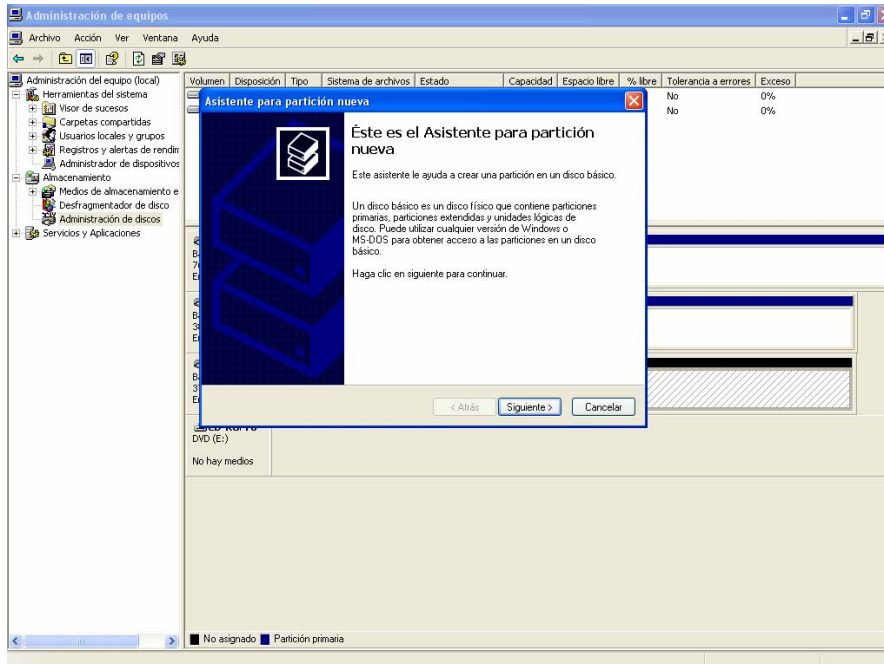 Administración de equipos
Archivo Acción Ver Ventana Ayuda
Administración del equipo (local)
Herramientas del sistema
Visor de sucesos
Carpetas compartidas
Usuarios locales y grupos
Registros y alertas de rendim
Administrador de dispositivos
Almacenamiento
Medios de almacenamiento e
Desfragmentador de disco
Administración de discos
Servicios y Aplicaciones
Volumen Disposición Tipo Sistema de archivos Estado Capacidad Espacio libre % libre Tolerancia a errores Exceso
No 0%
No 0%
Asistente para partición nueva
Éste es el Asistente para partición
nueva
Este asistente le ayuda a crear una partición en un disco básico.
Un disco básico es un disco físico que contiene particiones
primarias, particiones extendidas y unidades lógicas de
disco. Puede utilizar cualquier versión de Windows o
MS-DOS para obtener acceso a las particiones en un disco
básico.
Haga clic en siguiente para continuar.
< Atrás Siguiente > Cancelar
DVD (E:)
No hay medios
No asignado Partición primaria